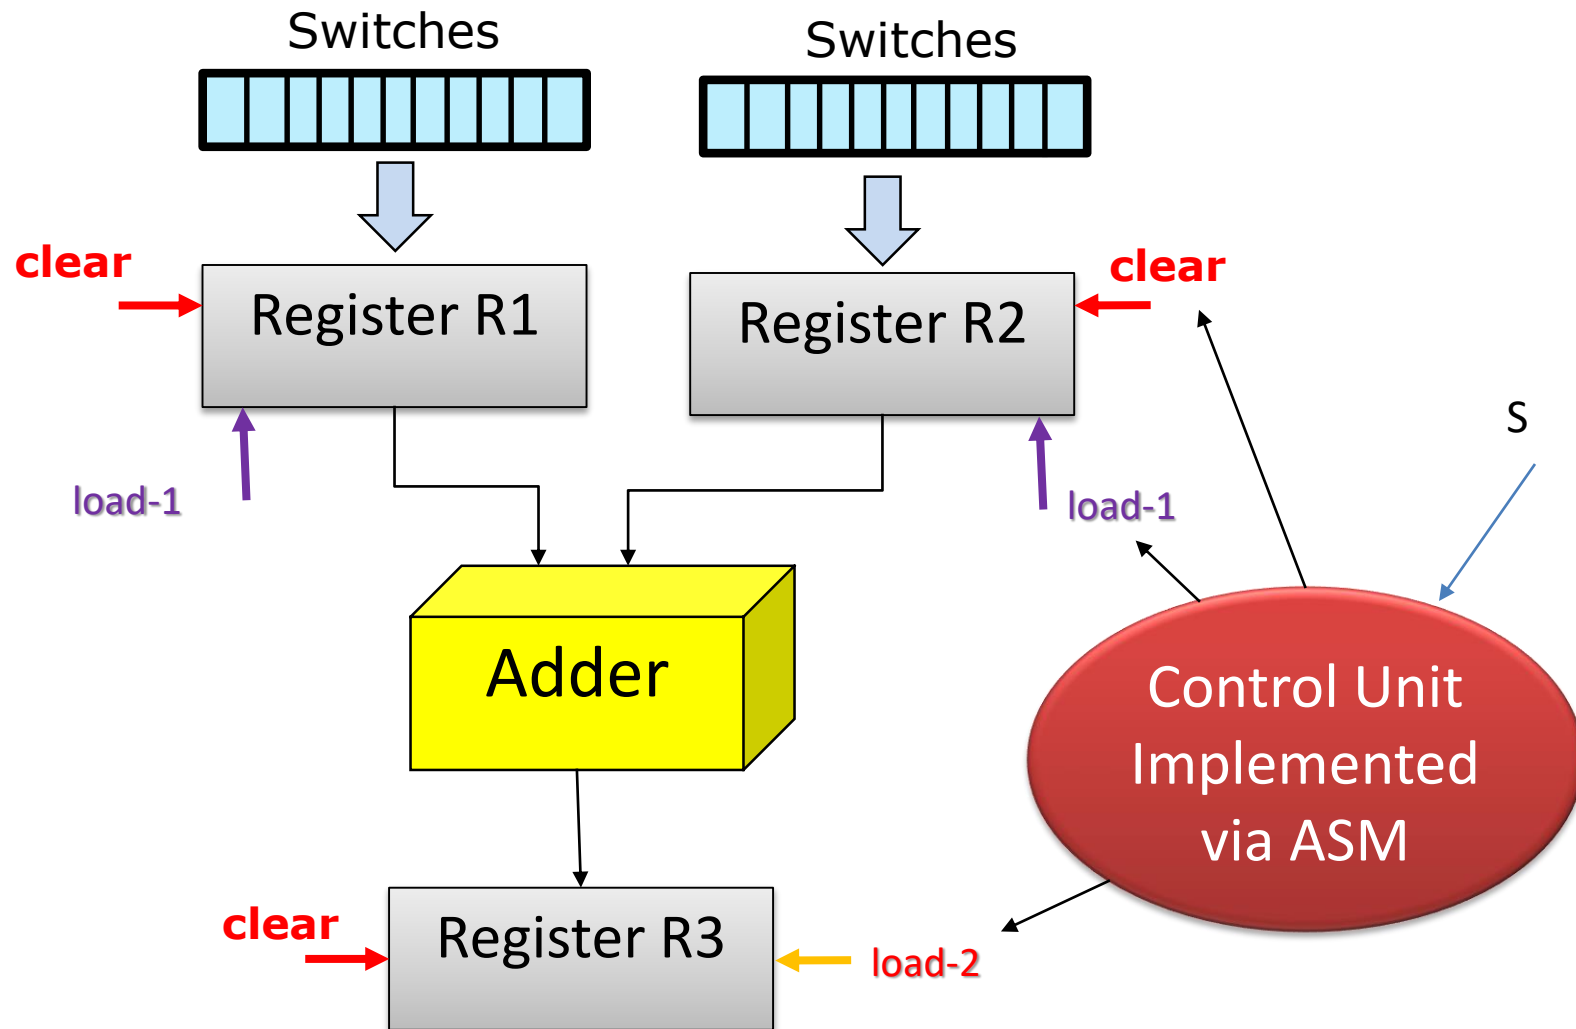 Switches
Switches
clear
clear
Register R1
Register R2
S
load-1
load-1
Adder
Control Unit
Implemented
via ASM
clear
Register R3
load-2